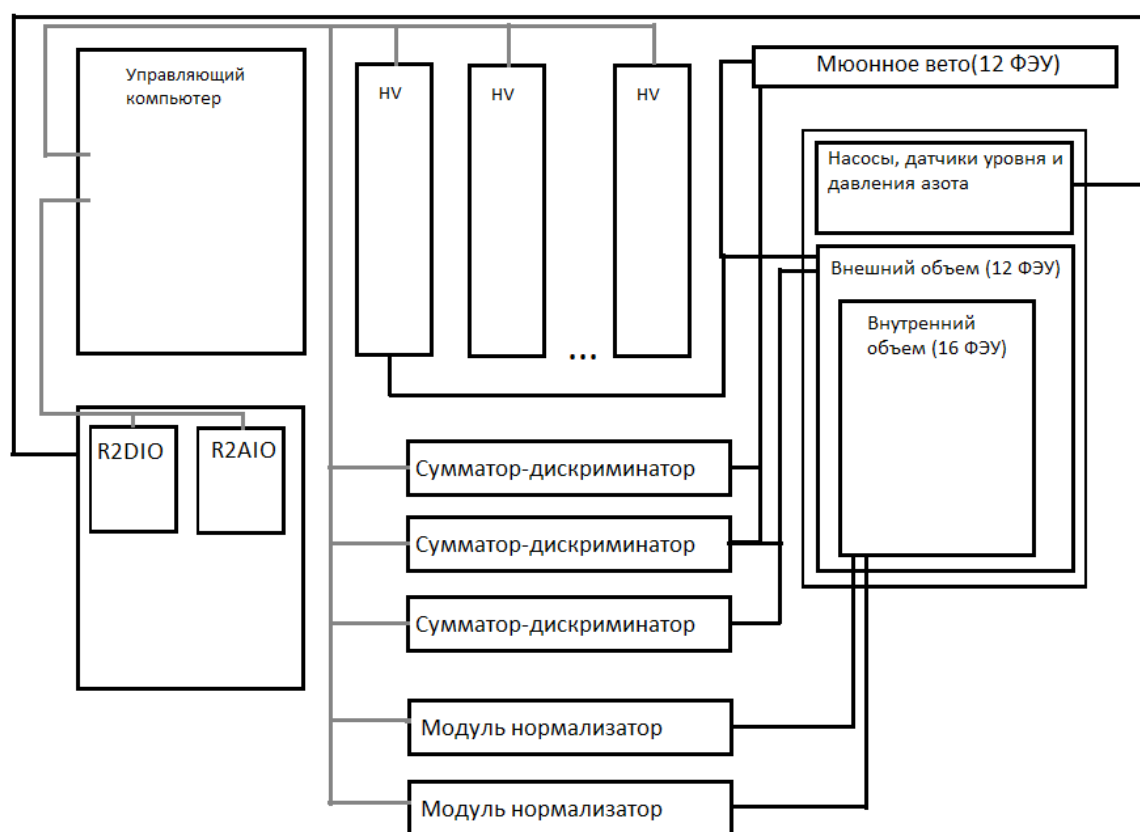 Управляющий
компьютер
HV
HV
HV
...
Мюонное вето(12 ФЭУ)
Насосы, датчики уровня и
давления азота
Внешний объем (12 ФЭУ)
Внутренний
объем (16 ФЭУ)
R2DIO
R2AIO
Сумматор-дискриминатор
Сумматор-дискриминатор
Сумматор-дискриминатор
Модуль нормализатор
Модуль нормализатор